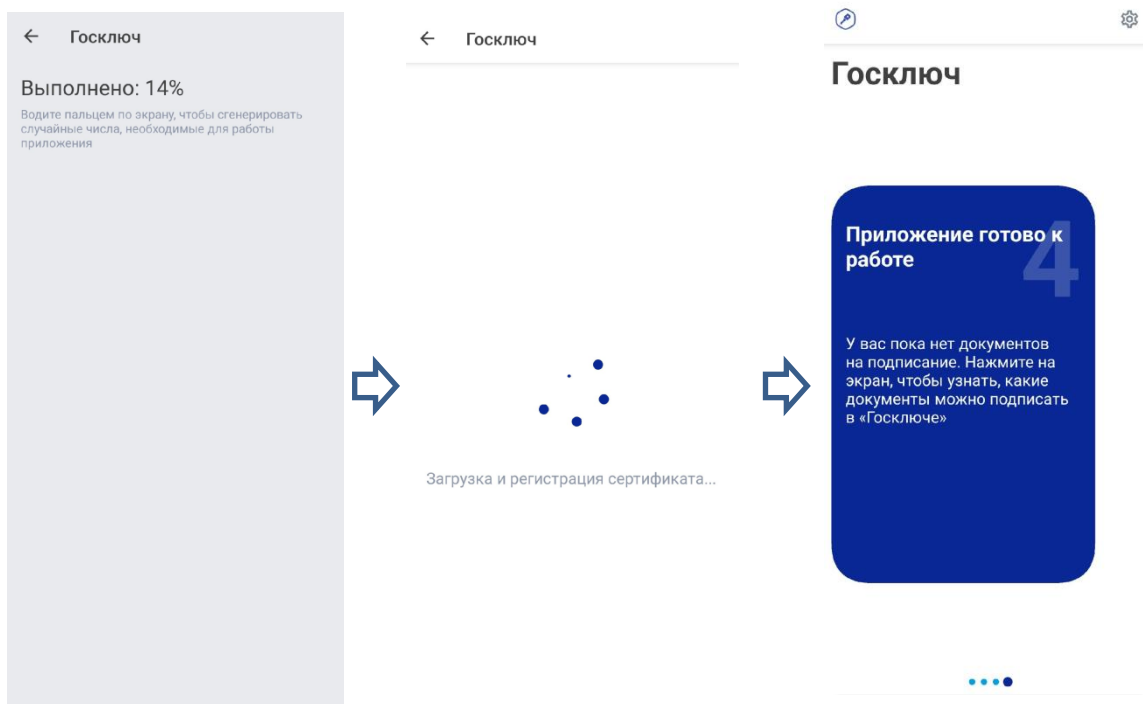 Госключ
Выполнено: 14%
Водите пальцем по экрану, чтобы сгенерировать
случайные числа, необходимые для работы
приложения
Госключ
Загрузка и регистрация сертификата...
Госключ
4
Приложение готово к
работе
У вас пока нет документов
на подписание. Нажмите на
экран, чтобы узнать, какие
документы можно подписать
в «Госключе»